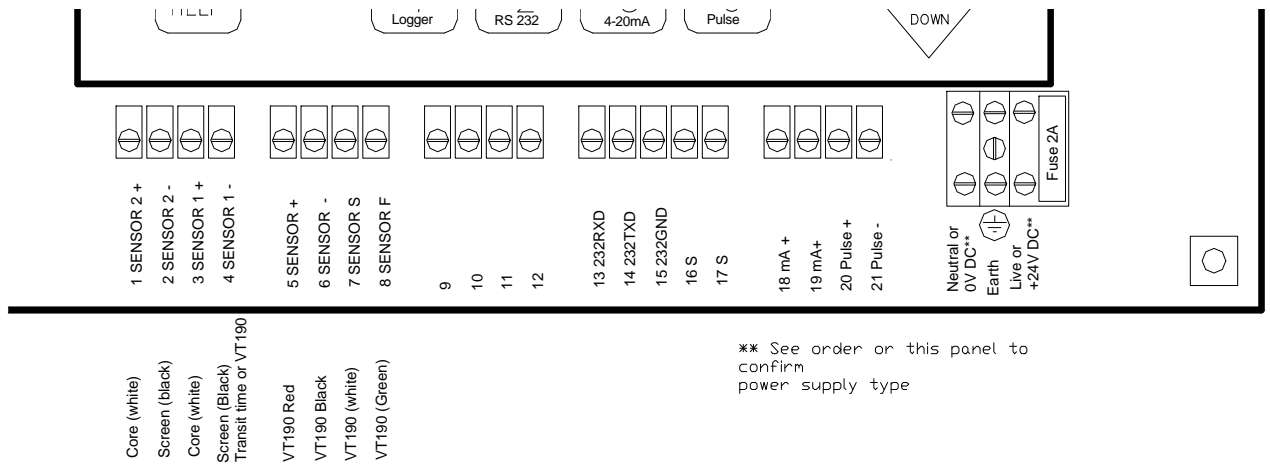 HELP
Logger
RS 232
4-20mA
Pulse
DOWN
Fuse 2A
1 SENSOR 2 +
2 SENSOR 2 -
3 SENSOR 1 +
4 SENSOR 1 -
5 SENSOR +
6 SENSOR -
7 SENSOR S
8 SENSOR F
9
10
11
12
13 232RXD
14 232TXD
15 232GND
16 S
17 S
18 mA +
19 mA+
20 Pulse +
21 Pulse -
Neutral or
0V DC**
Earth
Live or
+24V DC**
Core (white)
Screen (black)
Core (white)
Screen (Black)
Transit time or VT190
VT190 Red
VT190 Black
VT190 (white)
VT190 (Green)
** See order or this panel to
confirm
power supply type